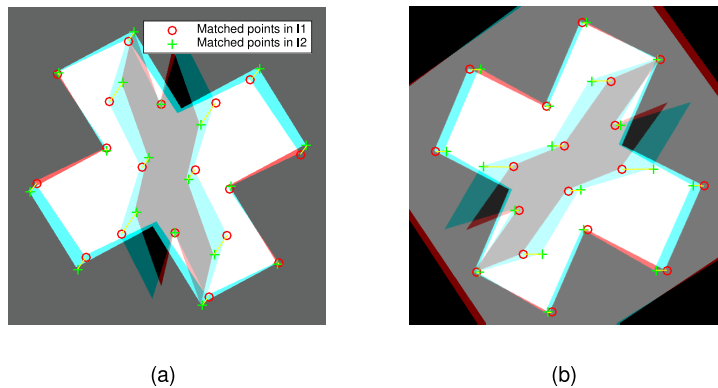 Matched points in I1
Matched points in I2
(a)
(b)